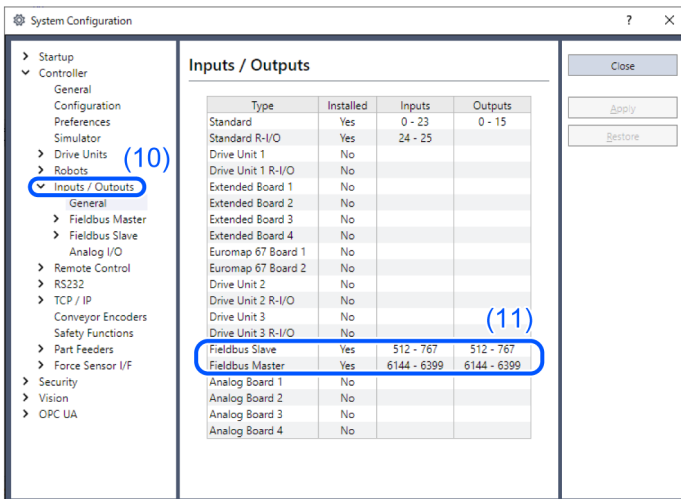 System Configuration
?
Startup
Controller
General
Configuration
Preferences
Simulator
Drive Units
(10)
Robots
Inputs / Outputs
General
Fieldbus Master
Fieldbus Slave
Analog I/O
Remote Control
RS232
TCP / IP
Conveyor Encoders
Safety Functions
Part Feeders
Force Sensor I/F
Security
Vision
OPC UA
Inputs / Outputs
Type Installed Inputs Outputs
Standard Yes 0 - 23 0 - 15
Standard R-I/O Yes 24 - 25
Drive Unit 1 No
Drive Unit 1 R-I/O No
Extended Board 1 No
Extended Board 2 No
Extended Board 3 No
Extended Board 4 No
Euromap 67 Board 1 No
Euromap 67 Board 2 No
Drive Unit 2 No
Drive Unit 2 R-I/O No
Drive Unit 3 No
Drive Unit 3 R-I/O No
(11)
Fieldbus Slave Yes 512 - 767 512 - 767
Fieldbus Master Yes 6144 - 6399 6144 - 6399
Analog Board 1 No
Analog Board 2 No
Analog Board 3 No
Analog Board 4 No
Close
Apply
Restore